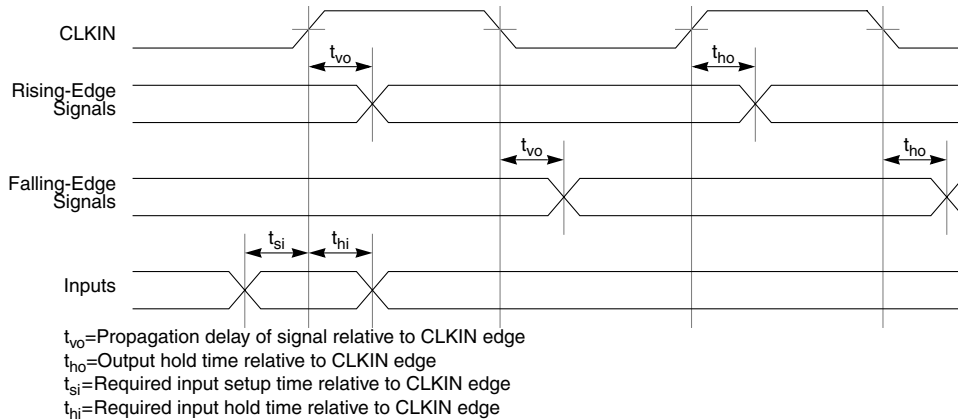 CLKIN
t_vo
t_ho
Rising-Edge
Signals
t_vo
t_ho
Falling-Edge
Signals
t_si
t_hi
Inputs
t_vo=Propagation delay of signal relative to CLKIN edge
t_ho=Output hold time relative to CLKIN edge
t_si=Required input setup time relative to CLKIN edge
t_hi=Required input hold time relative to CLKIN edge